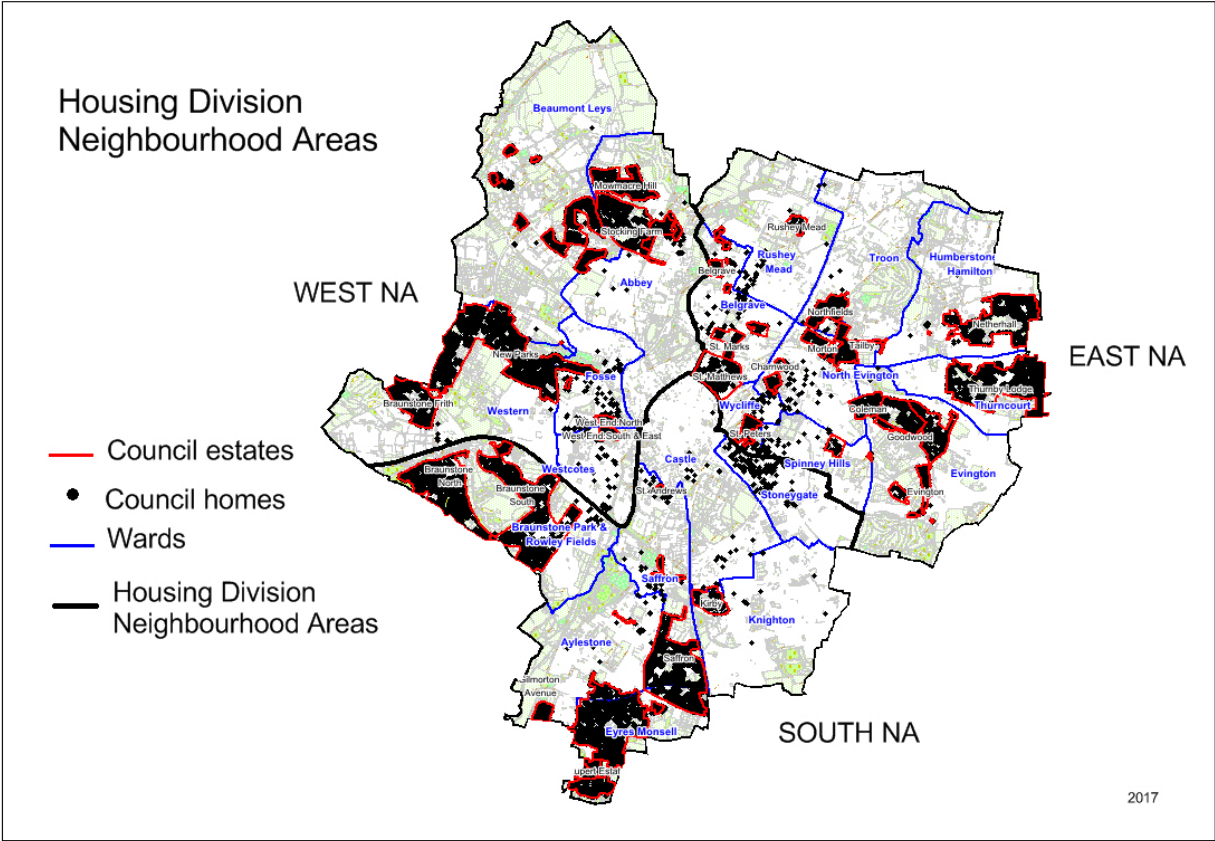 Housing Division
Neighbourhood Areas
Beaumont Leys
Mowmacre Hill
Stocking Farm
Rushey Mead
Rushey
Mead
Troon
Humberstone
Hamilton
Belgrave
Abbey
WEST NA
Belgrave
Northfields
Netherhall
St. Marks
Morton
Tailby
EAST NA
New Parks
Fosse
St. Matthews
Charnwood
North Evington
Thurnby Lodge
Thurncourt
Braunstone Frith
Western
Wycliffe
Coleman
West End:North
West End:South & East
St. Peters
Goodwood
Council estates
Castle
Spinney Hills
Braunstone
North
Westcotes
Evington
Council homes
Braunstone
South
St. Andrews
Stoneygate
Evington
Wards
Braunstone Park &
Rowley Fields
Saffron
Housing Division
Neighbourhood Areas
Kirby
Knighton
Aylestone
Saffron
ilmorton
Avenue
Eyres Monsell
SOUTH NA
upert Estat
2017